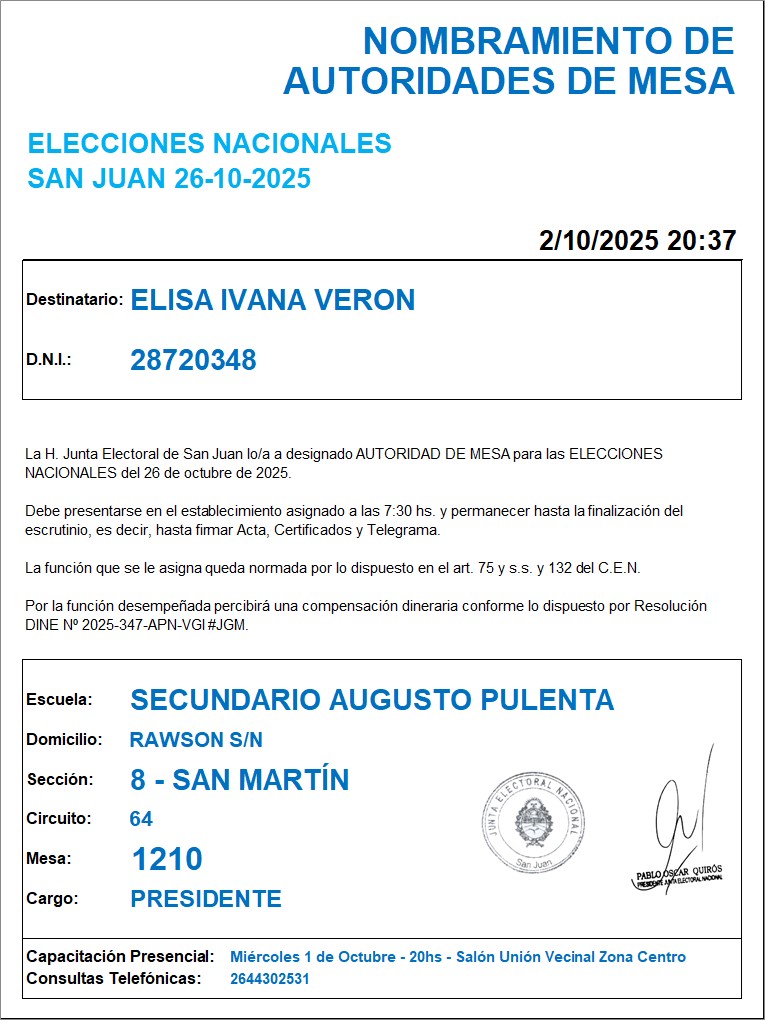 NOMBRAMIENTO DE
AUTORIDADES DE MESA
ELECCIONES NACIONALES
SAN JUAN 26-10-2025
2/10/2025 20:37
Destinatario: ELISA IVANA VERON
D.N.I.: 28720348
La H. Junta Electoral de San Juan lo/a a designado AUTORIDAD DE MESA para las ELECCIONES
NACIONALES del 26 de octubre de 2025.
Debe presentarse en el establecimiento asignado a las 7:30 hs. y permanecer hasta la finalización del
escrutinio, es decir, hasta firmar Acta, Certificados y Telegrama.
La función que se le asigna queda normada por lo dispuesto en el art. 75 y s.s. y 132 del C.E.N.
Por la función desempeñada percibirá una compensación dineraria conforme lo dispuesto por Resolución
DINE Nº 2025-347-APN-VGI#JGM.
Escuela: SECUNDARIO AUGUSTO PULENTA
Domicilio: RAWSON S/N
Sección: 8 - SAN MARTÍN
Circuito: 64
Mesa: 1210
Cargo: PRESIDENTE
JUNTA ELECTORAL NACIONAL
San Juan
PABLO OSCAR QUIRÓS
PRESIDENTE JUNTA ELECTORAL NACIONAL
Capacitación Presencial: Miércoles 1 de Octubre - 20hs - Salón Unión Vecinal Zona Centro
Consultas Telefónicas: 2644302531